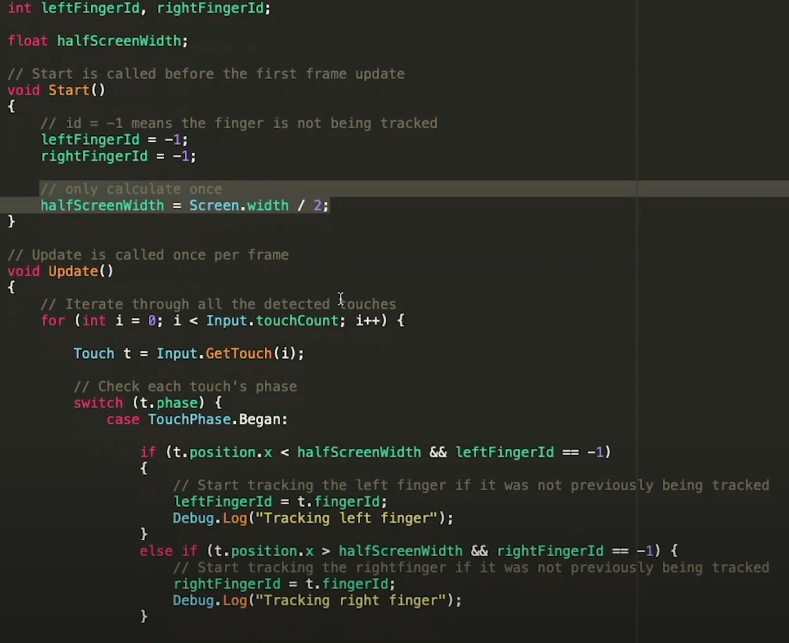 int leftFingerId, rightFingerId;
float halfScreenWidth;
// Start is called before the first frame update
void Start()
{
// id = -1 means the finger is not being tracked
leftFingerId = -1;
rightFingerId = -1;
// only calculate once
halfScreenWidth = Screen.width / 2;
}
// Update is called once per frame
void Update()
{
// Iterate through all the detected touches
for (int i = 0; i < Input.touchCount; i++) {
Touch t = Input.GetTouch(i);
// Check each touch's phase
switch (t.phase) {
case TouchPhase.Began:
if (t.position.x < halfScreenWidth && leftFingerId == -1)
{
// Start tracking the left finger if it was not previously being tracked
leftFingerId = t.fingerId;
Debug.Log("Tracking left finger");
}
else if (t.position.x > halfScreenWidth && rightFingerId == -1) {
// Start tracking the rightfinger if it was not previously being tracked
rightFingerId = t.fingerId;
Debug.Log("Tracking right finger");
}